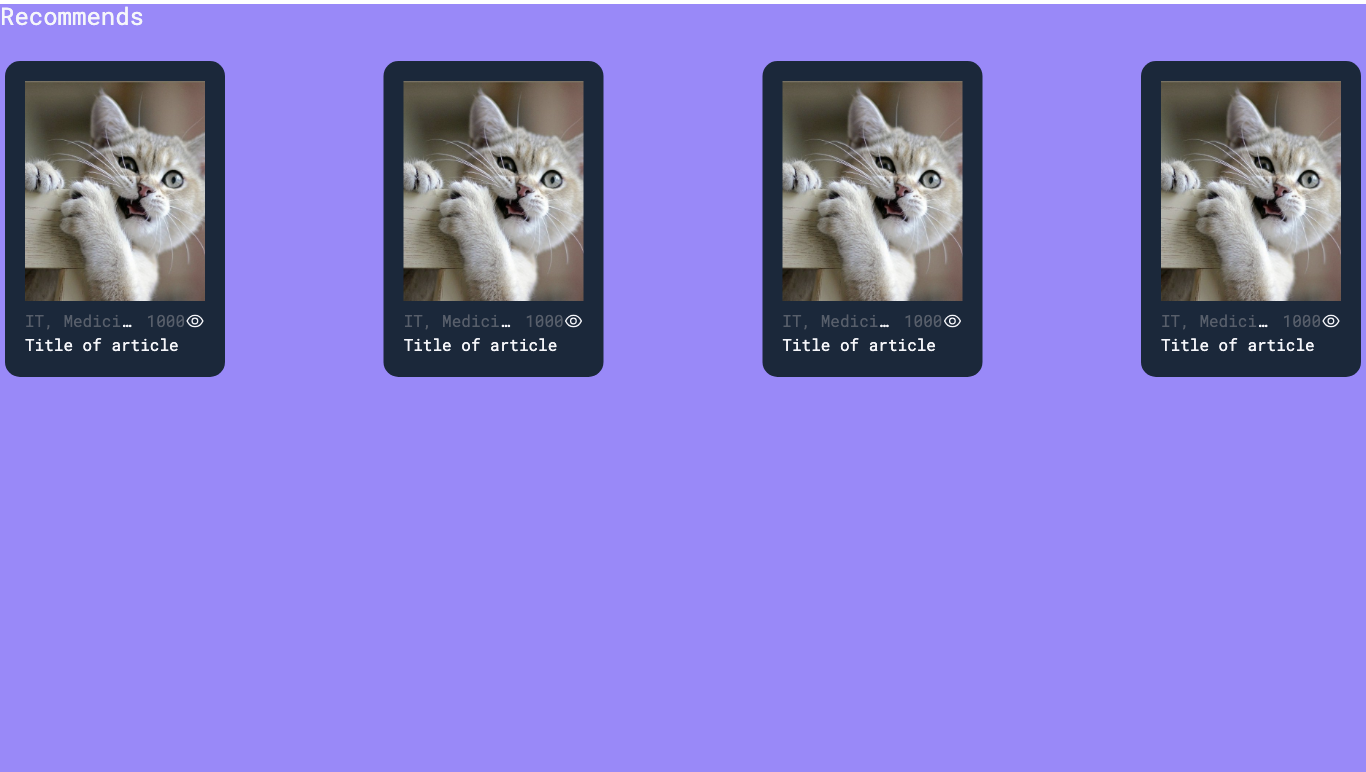 Recommends
IT, Medici… 1000
Title of article
IT, Medici… 1000
Title of article
IT, Medici… 1000
Title of article
IT, Medici… 1000
Title of article